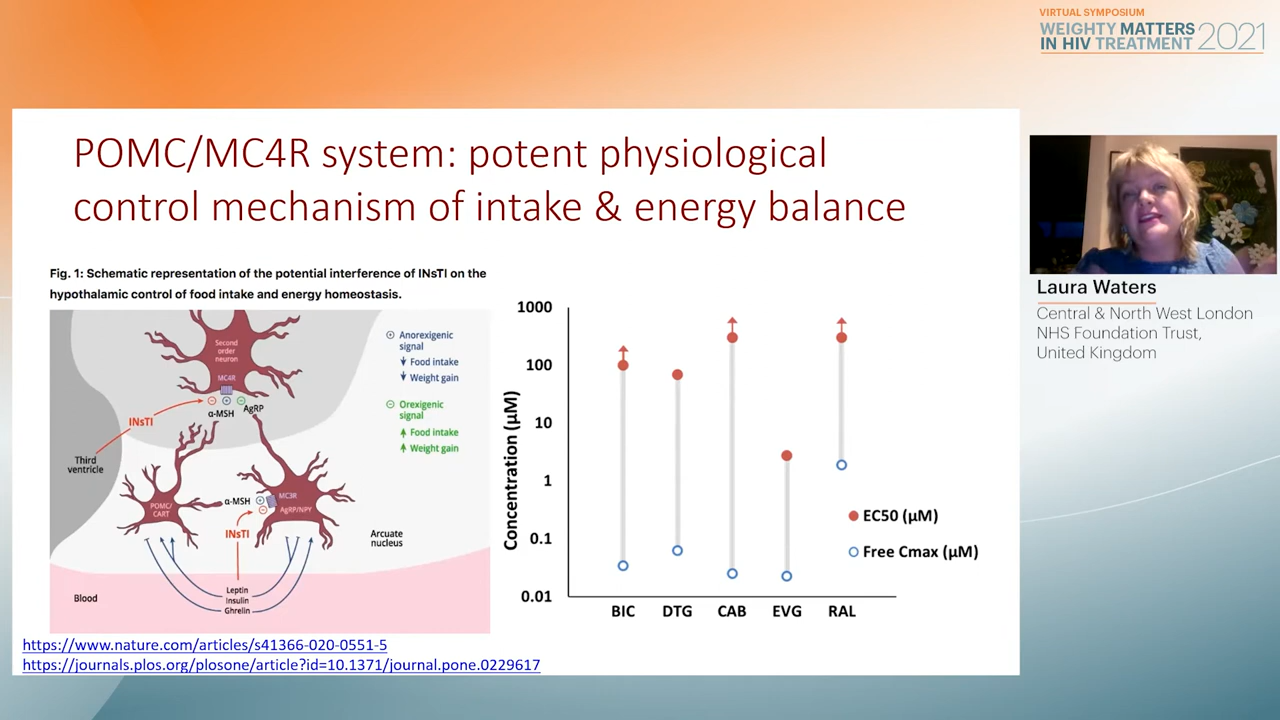 VIRTUAL SYMPOSIUM
WEIGHTY MATTERS
IN HIV TREATMENT 2021
POMC/MC4R system: potent physiological
control mechanism of intake & energy balance
Fig. 1: Schematic representation of the potential interference of INsTI on the
hypothalamic control of food intake and energy homeostasis.
Second
order
neuron
MC4R
α-MSH
AgRP
INsTI
Third
ventricle
Anorexigenic
signal
Food intake
Weight gain
Orexigenic
signal
Food intake
Weight gain
POMC/
CART
α-MSH
MC3R
AgRP/NPY
INsTI
Arcuate
nucleus
Blood
Leptin
Insulin
Ghrelin
Concentration (μM)
1000
100
10
1
0.1
0.01
BIC DTG CAB EVG RAL
EC50 (μM)
Free Cmax (μM)
https://www.nature.com/articles/s41366-020-0551-5
https://journals.plos.org/plosone/article?id=10.1371/journal.pone.0229617
Laura Waters
Central & North West London
NHS Foundation Trust,
United Kingdom